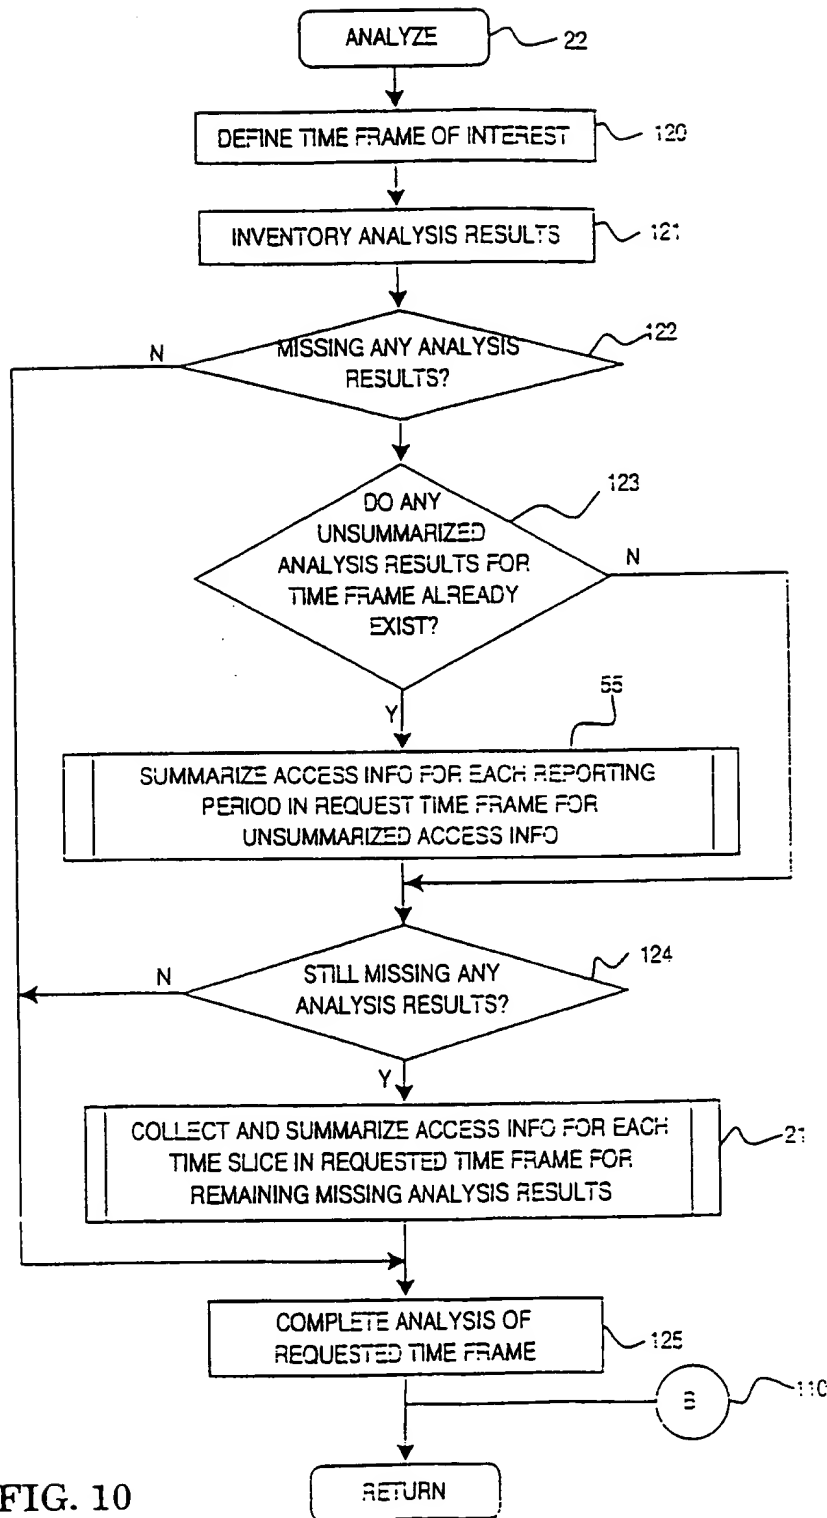 ANALYZE
22
DEFINE TIME FRAME OF INTEREST
120
INVENTORY ANALYSIS RESULTS
121
MISSING ANY ANALYSIS
RESULTS?
122
N
DO ANY
UNSUMMARIZED
ANALYSIS RESULTS FOR
TIME FRAME ALREADY
EXIST?
123
N
Y
55
SUMMARIZE ACCESS INFO FOR EACH REPORTING
PERIOD IN REQUEST TIME FRAME FOR
UNSUMMARIZED ACCESS INFO
STILL MISSING ANY
ANALYSIS RESULTS?
124
N
Y
COLLECT AND SUMMARIZE ACCESS INFO FOR EACH
TIME SLICE IN REQUESTED TIME FRAME FOR
REMAINING MISSING ANALYSIS RESULTS
21
COMPLETE ANALYSIS OF
REQUESTED TIME FRAME
125
B
110
RETURN
FIG. 10